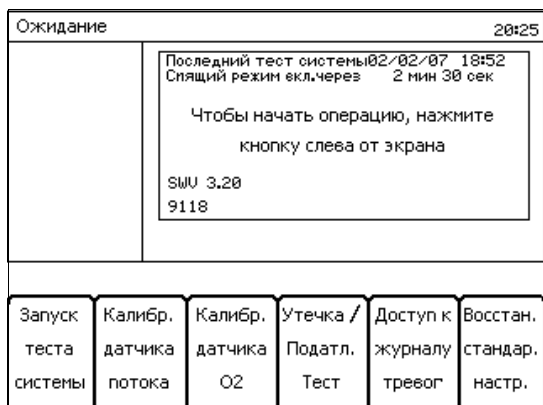 Ожидание 20:25
Последний тест системы02/02/07 18:52
Спящий режим вкл.через 2 мин 30 сек
Чтобы начать операцию, нажмите
кнопку слева от экрана
SWV 3.20
9118
Запуск теста системы
Калибр. датчика потока
Калибр. датчика O2
Утечка / Податл. Тест
Доступ к журналу тревог
Восстан. стандар. настр.